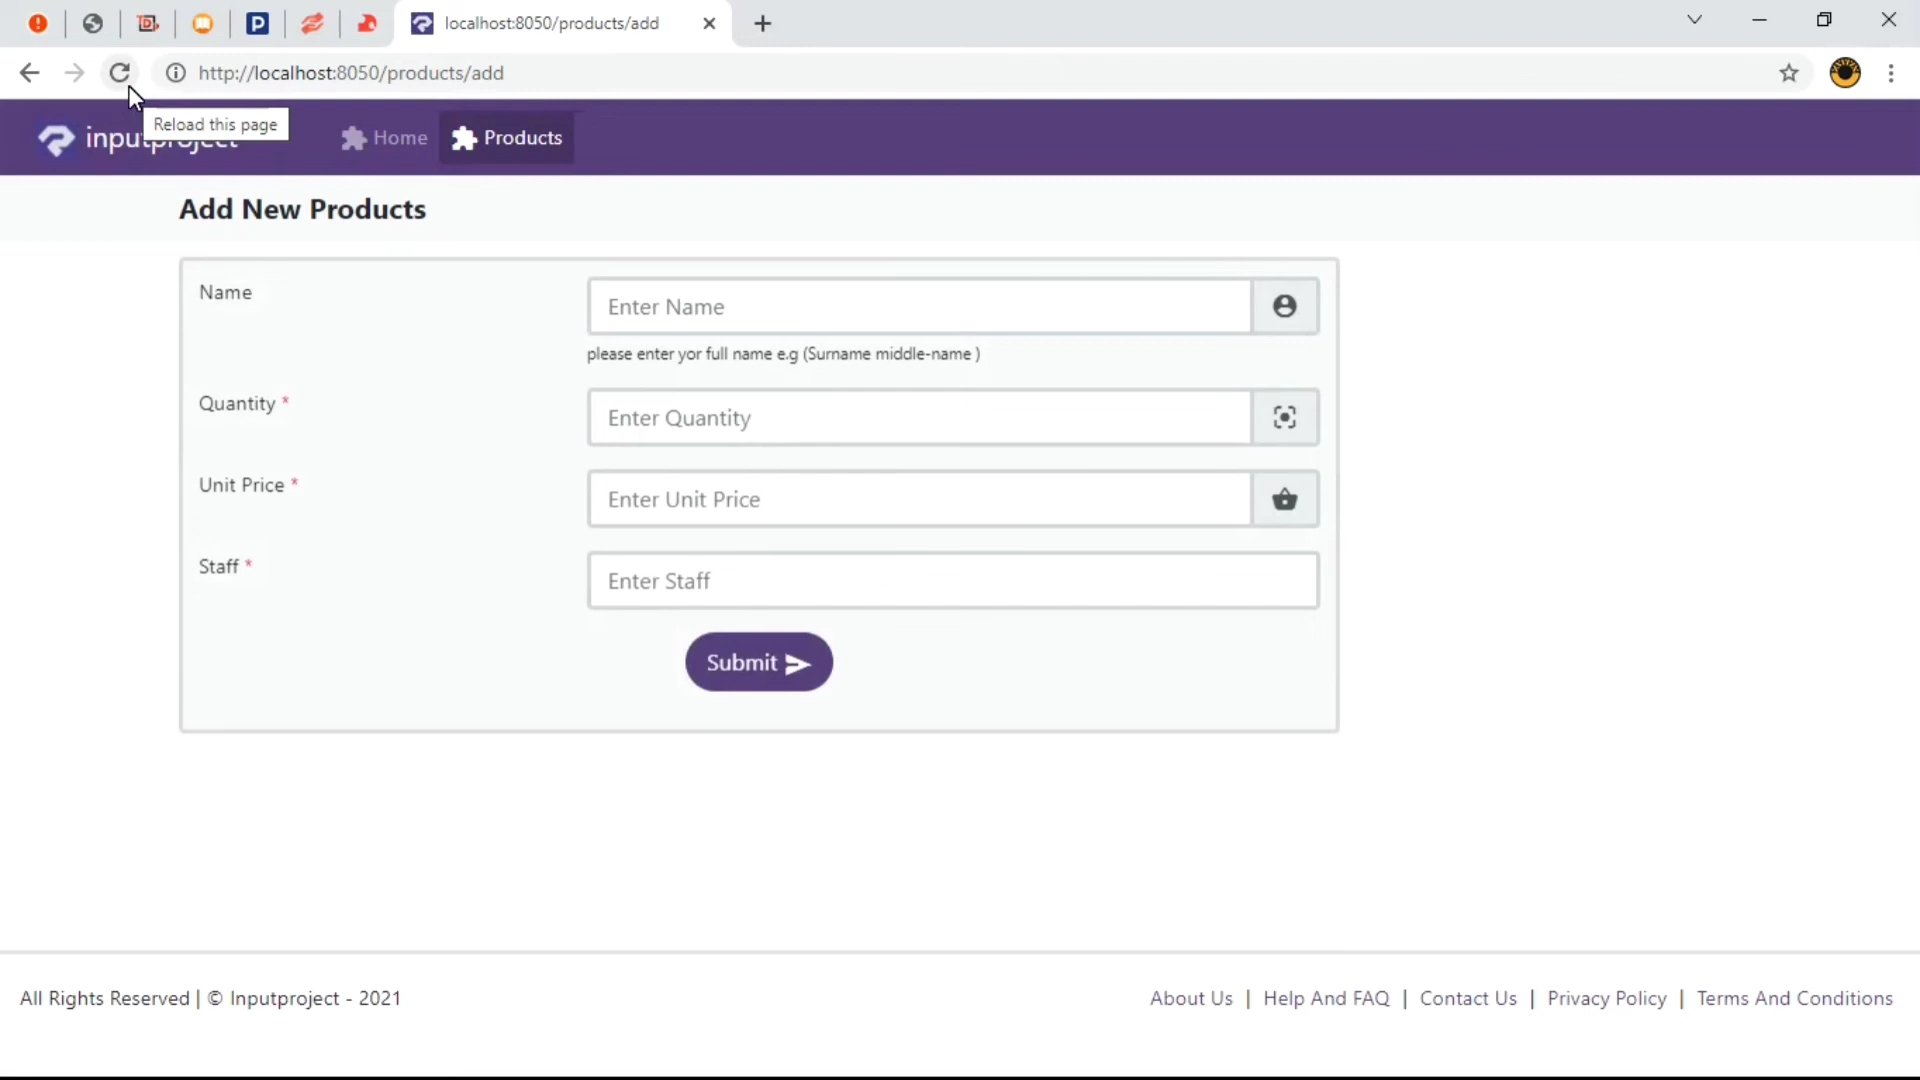 localhost:8050/products/add
http://localhost:8050/products/add
Reload this page
inputproject
Home
Products
Add New Products
Name
Enter Name
please enter yor full name e.g (Surname middle-name )
Quantity *
Enter Quantity
Unit Price *
Enter Unit Price
Staff *
Enter Staff
Submit
All Rights Reserved | © Inputproject - 2021
About Us | Help And FAQ | Contact Us | Privacy Policy | Terms And Conditions